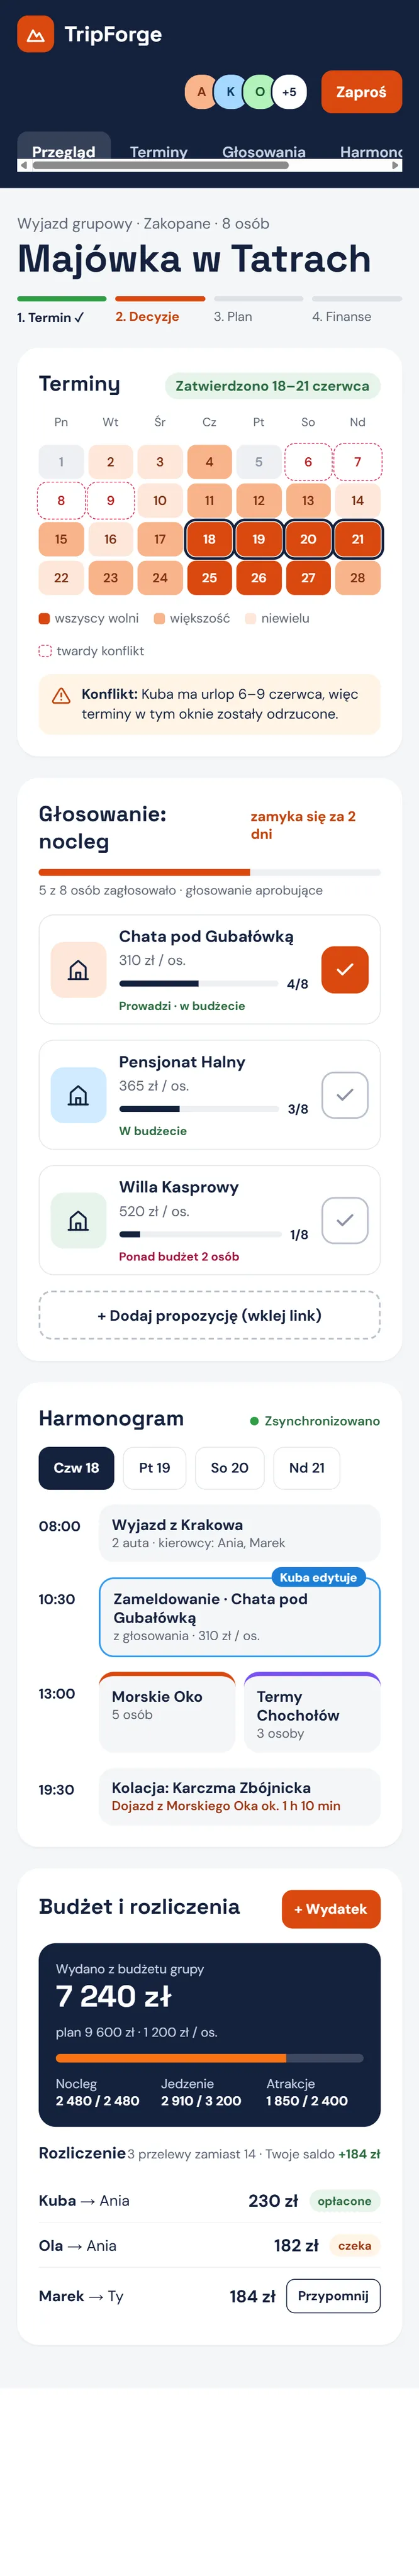 TripForge
A K O +5 Zaproś
Przegląd Terminy Głosowania Harmono
Wyjazd grupowy · Zakopane · 8 osób
Majówka w Tatrach
1. Termin ✓ 2. Decyzje 3. Plan 4. Finanse
Terminy Zatwierdzono 18–21 czerwca
Pn Wt Śr Cz Pt So Nd
1 2 3 4 5 6 7
8 9 10 11 12 13 14
15 16 17 18 19 20 21
22 23 24 25 26 27 28
wszyscy wolni większość niewielu
twardy konflikt
Konflikt: Kuba ma urlop 6–9 czerwca, więc
terminy w tym oknie zostały odrzucone.
Głosowanie:
nocleg
zamyka się za 2
dni
5 z 8 osób zagłosowało · głosowanie aprobujące
Chata pod Gubałówką
310 zł / os.
4/8
Prowadzi · w budżecie
Pensjonat Halny
365 zł / os.
3/8
W budżecie
Willa Kasprowy
520 zł / os.
1/8
Ponad budżet 2 osób
+ Dodaj propozycję (wklej link)
Harmonogram Zsynchronizowano
Czw 18 Pt 19 So 20 Nd 21
08:00 Wyjazd z Krakowa
2 auta · kierowcy: Ania, Marek
Kuba edytuje
10:30 Zameldowanie · Chata pod
Gubałówką
z głosowania · 310 zł / os.
13:00 Morskie Oko
5 osób
Termy
Chochołów
3 osoby
19:30 Kolacja: Karczma Zbójnicka
Dojazd z Morskiego Oka ok. 1 h 10 min
Budżet i rozliczenia + Wydatek
Wydano z budżetu grupy
7 240 zł
plan 9 600 zł · 1 200 zł / os.
Nocleg Jedzenie Atrakcje
2 480 / 2 480 2 910 / 3 200 1 850 / 2 400
Rozliczenie 3 przelewy zamiast 14 · Twoje saldo +184 zł
Kuba → Ania 230 zł opłacone
Ola → Ania 182 zł czeka
Marek → Ty 184 zł Przypomnij